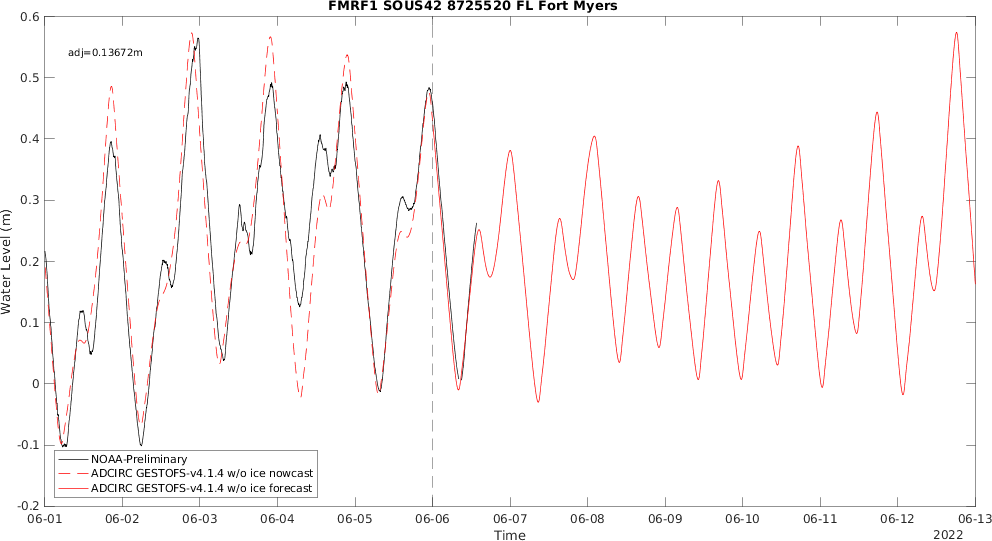 FMRF1 SOUS42 8725520 FL Fort Myers
adj=0.13672m
Water Level (m)
0.6
0.5
0.4
0.3
0.2
0.1
0
-0.1
-0.2
NOAA-Preliminary
ADCIRC GESTOFS-v4.1.4 w/o ice nowcast
ADCIRC GESTOFS-v4.1.4 w/o ice forecast
06-01 06-02 06-03 06-04 06-05 06-06 06-07 06-08 06-09 06-10 06-11 06-12 06-13
Time
2022